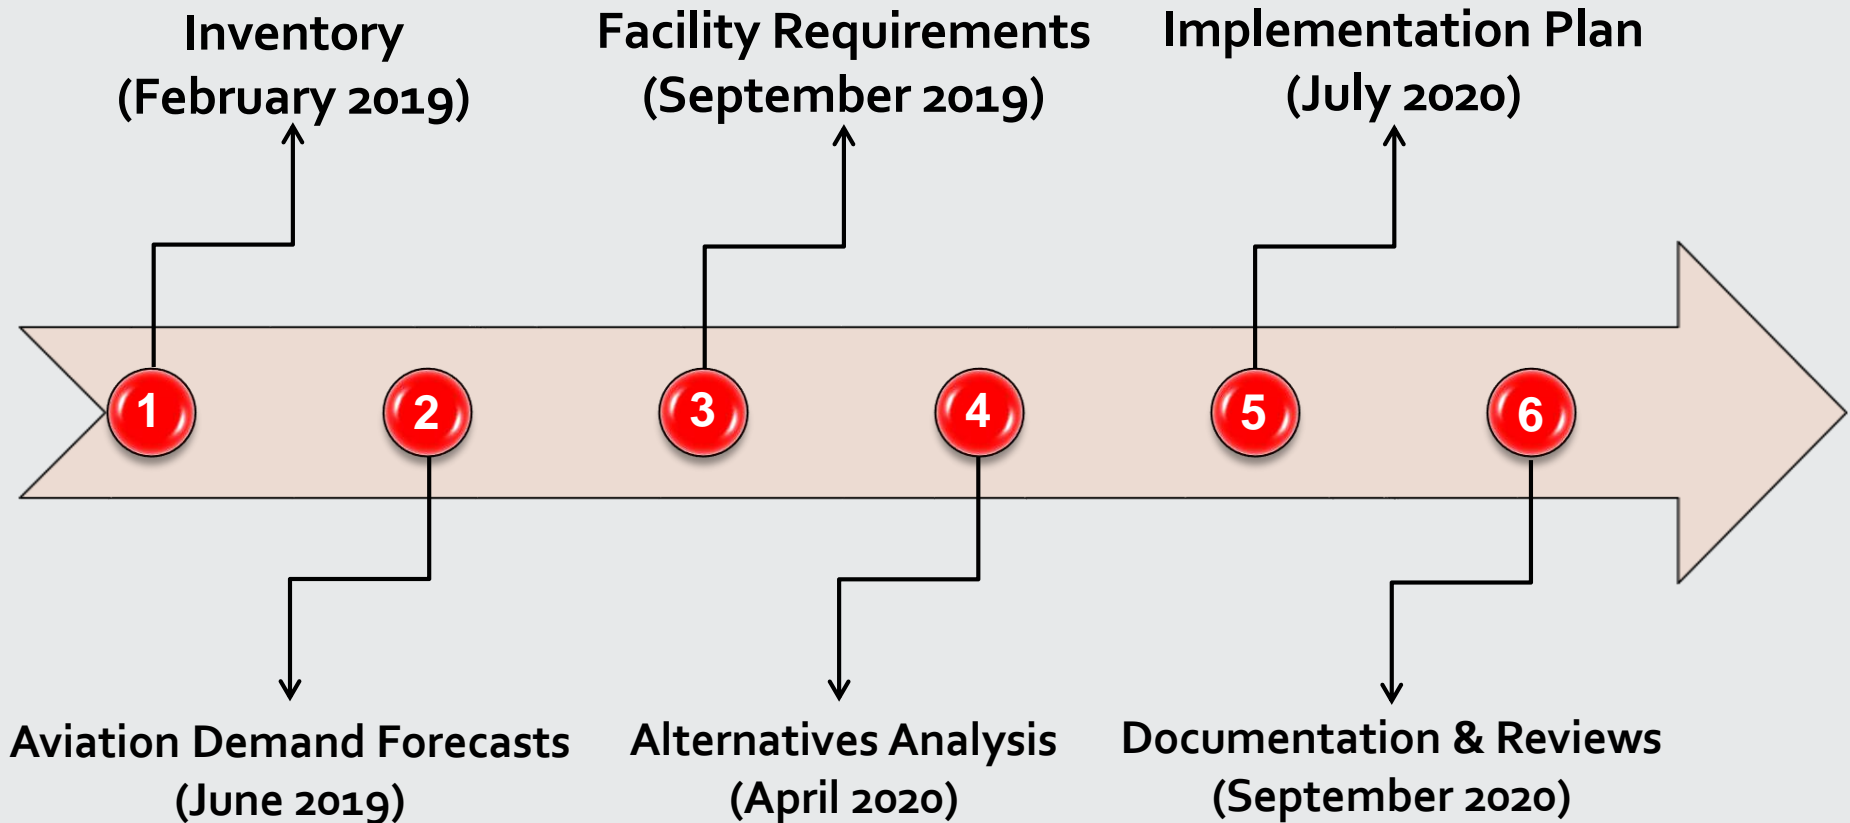 Inventory
(February 2019)
Facility Requirements
(September 2019)
Implementation Plan
(July 2020)
1
2
3
4
5
6
Aviation Demand Forecasts
(June 2019)
Alternatives Analysis
(April 2020)
Documentation & Reviews
(September 2020)